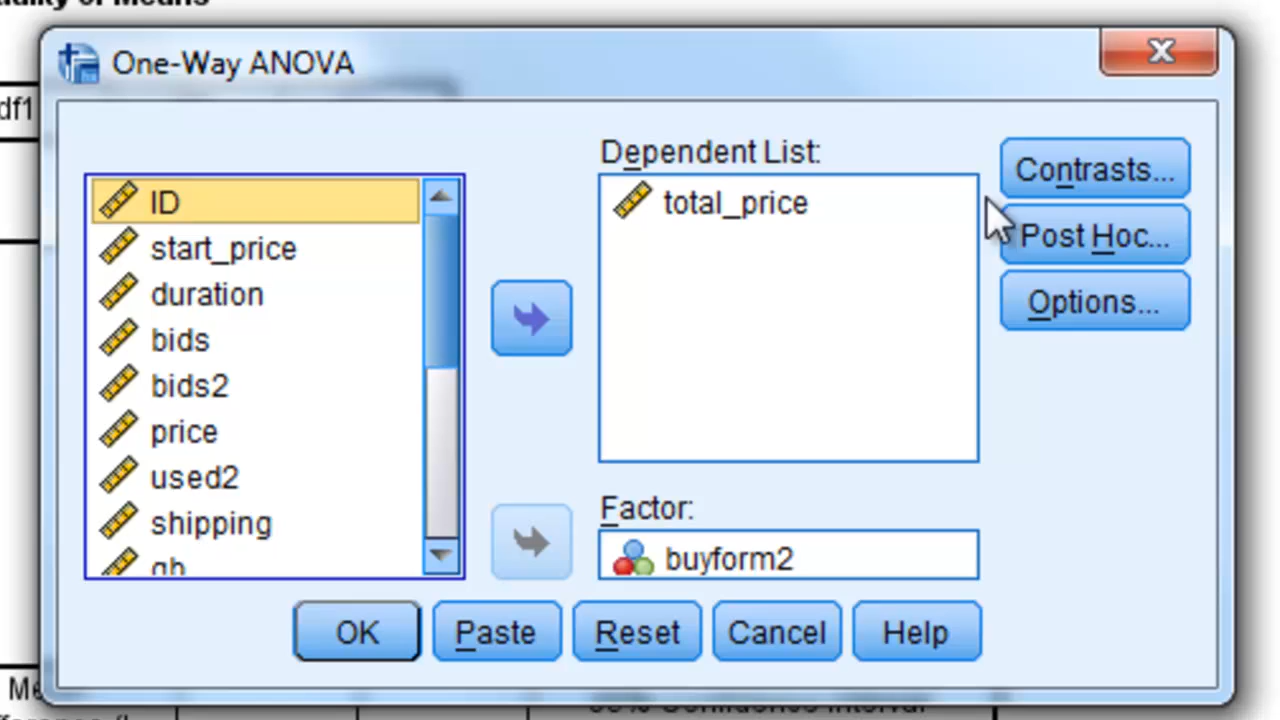 One-Way ANOVA
df1
Dependent List:
ID
start_price
duration
bids
bids2
price
used2
shipping
total_price
Contrasts...
Post Hoc...
Options...
Factor:
buyform2
OK
Paste
Reset
Cancel
Help